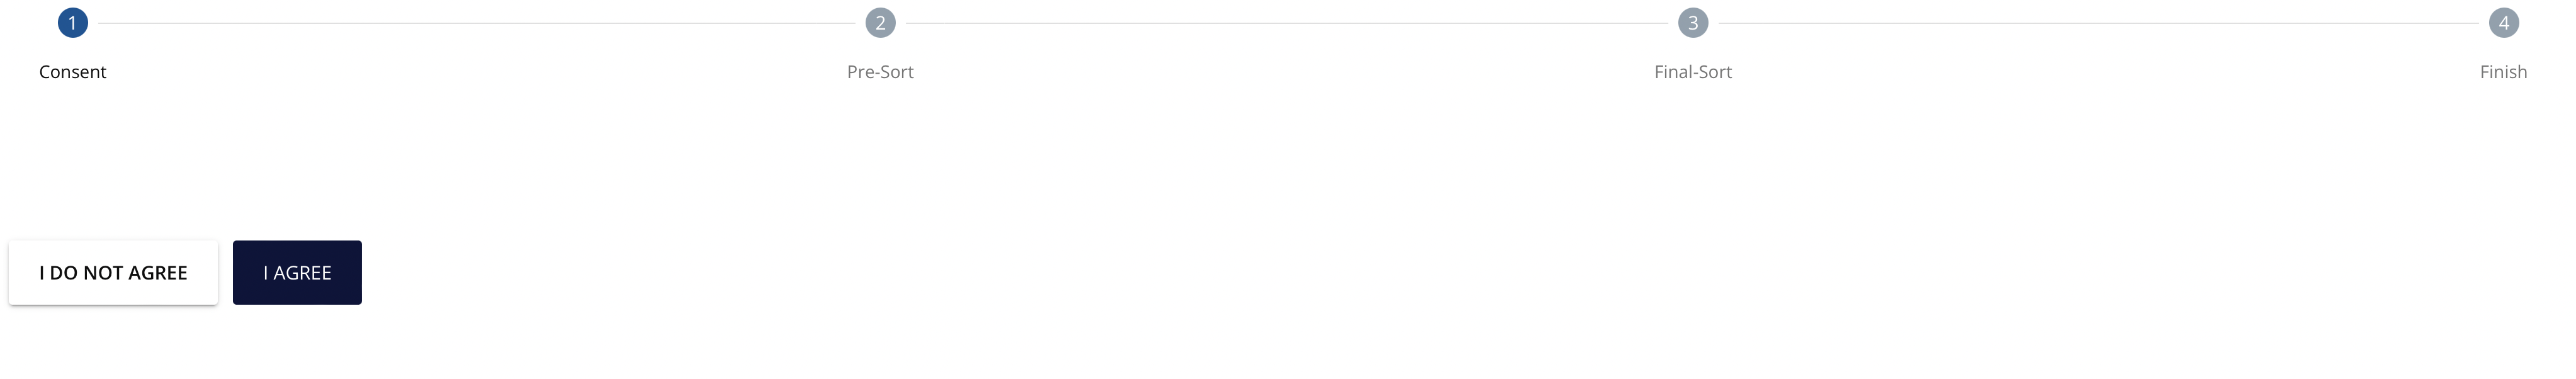 1 2 3 4
Consent Pre-Sort Final-Sort Finish
I DO NOT AGREE I AGREE